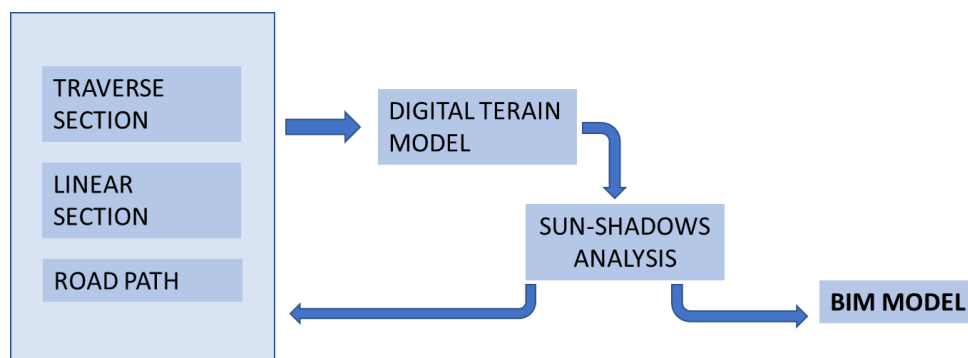 TRAVERSE
SECTION
LINEAR
SECTION
ROAD PATH
DIGITAL TERAIN
MODEL
SUN-SHADOWS
ANALYSIS
BIM MODEL